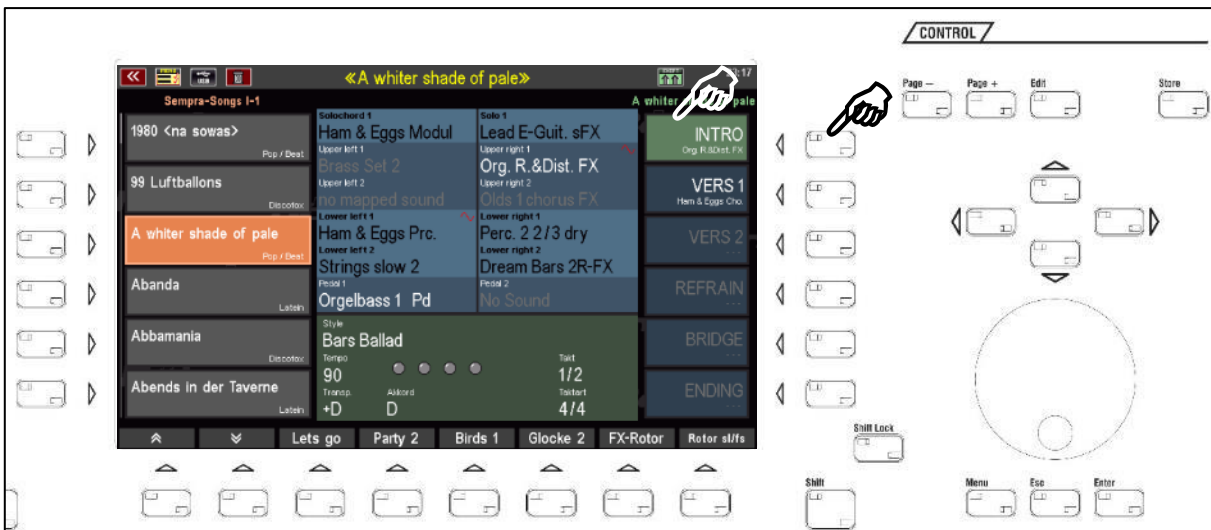 CONTROL
Page –
Page +
Edit
Store
«A whiter shade of pale»
:17
Sempra-Songs I-1
A whiter pale
1980 <na sowas>
Pop / Beat
99 Luftballons
Discofox
A whiter shade of pale
Pop / Beat
Abanda
Latein
Abbamania
Discofox
Abends in der Taverne
Latein
Solochord 1
Ham & Eggs Modul
Solo 1
Lead E-Guit. sFX
Upper left 1
Brass Set 2
Upper right 1
Org. R.&Dist. FX
Upper left 2
no mapped sound
Upper right 2
Olds 1 chorus FX
Lower left 1
Ham & Eggs Prc.
Lower right 1
Perc. 2 2/3 dry
Lower left 2
Strings slow 2
Lower right 2
Dream Bars 2R-FX
Pedal 1
Orgelbass 1 Pd
Pedal 2
No Sound
Style
Bars Ballad
Tempo
90
Takt
1/2
Transp.
+D
Akkord
D
Taktart
4/4
INTRO
Org. R.&Dist. FX
VERS 1
Ham & Eggs Cho.
VERS 2
---
REFRAIN
---
BRIDGE
---
ENDING
---
Lets go
Party 2
Birds 1
Glocke 2
FX-Rotor
Rotor sl/fs
Shift Lock
Shift
Menu
Esc
Enter